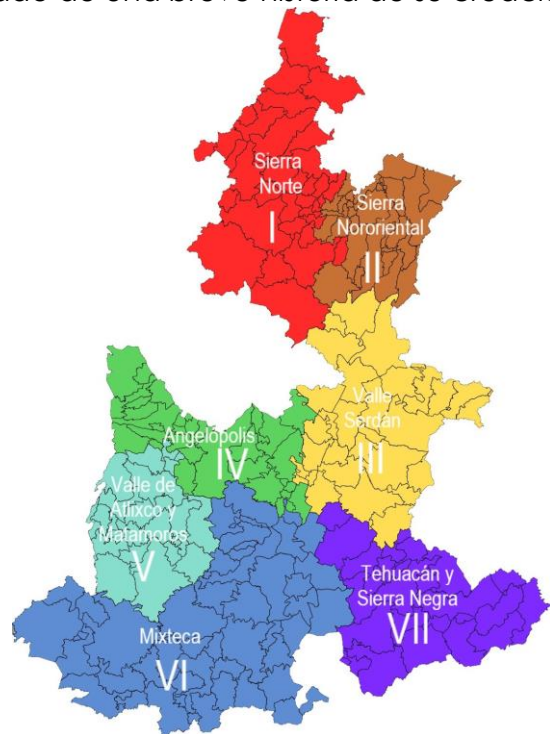 Sierra
Norte
I
Sierra
Nororiental
II
Valle
Serdán
III
Angelópolis
IV
Valle de
Atlixco y
Matamoros
V
Mixteca
VI
Tehuacán y
Sierra Negra
VII